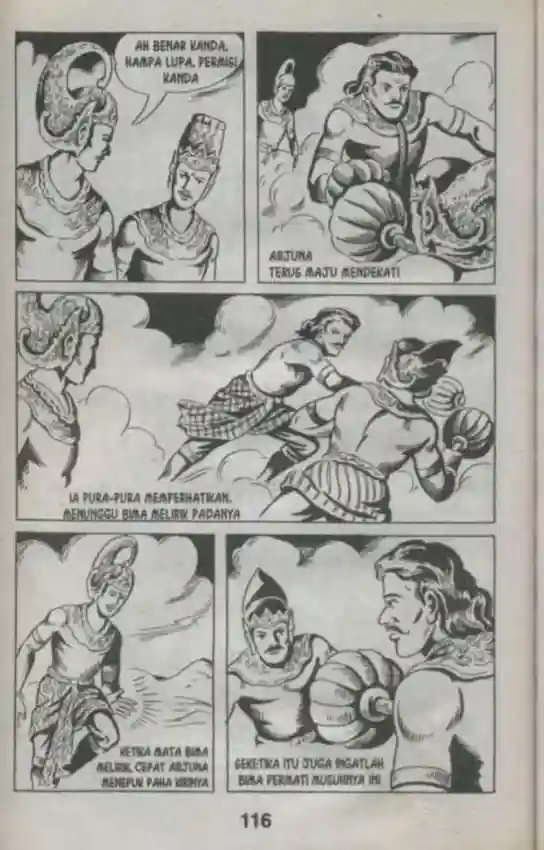 AH BENAR KANDA.
HAMPA LUPA. PERMISI
KANDA
ARJUNA
TERUS MAJU MENDEKATI
IA PURA-PURA MEMPERHATIKAN.
MENUNGGU BIMA MELIRIK PADANYA
KETIKA MATA BIMA
MELIRIK, CEPAT ARJUNA
MENEPUK PAHA KIRINYA
SEKETIKA ITU JUGA INGATLAH
BIMA PERMATI MUSUHNYA INI
116